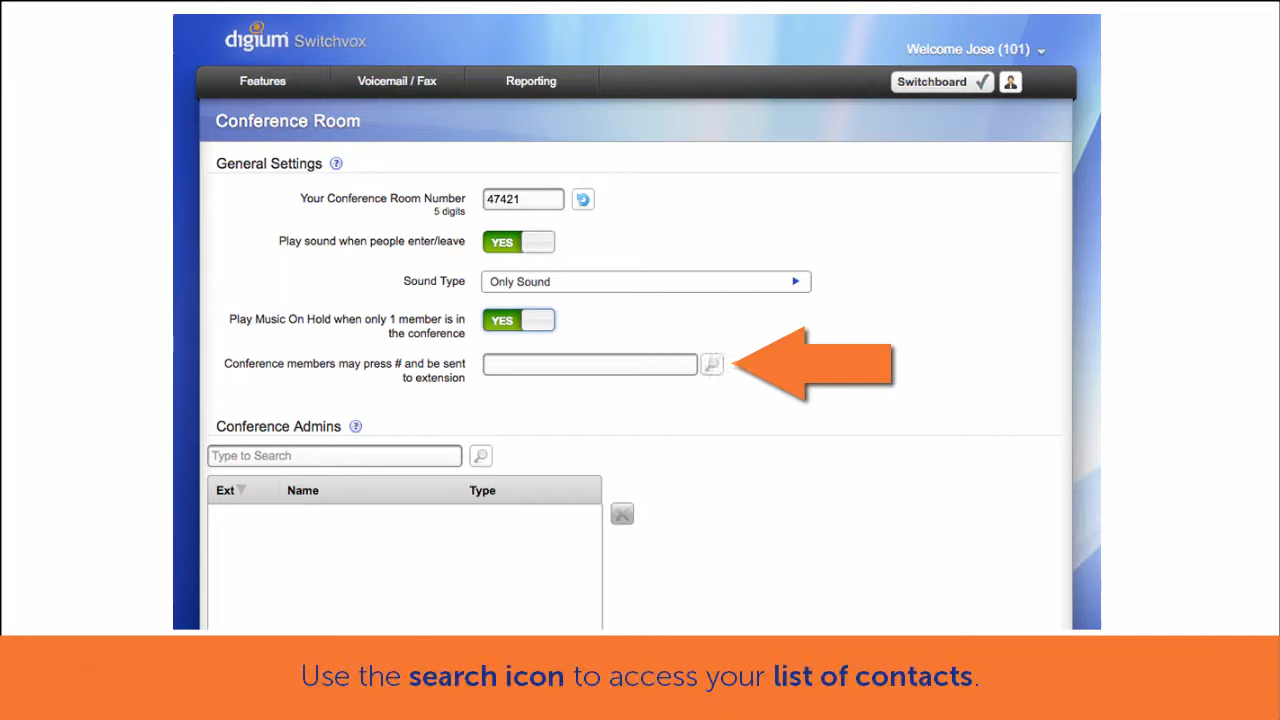 digium Switchvox
Welcome Jose (101)
Features Voicemail / Fax Reporting Switchboard
Conference Room
General Settings ?
Your Conference Room Number 47421
5 digits
Play sound when people enter/leave YES
Sound Type Only Sound
Play Music On Hold when only 1 member is in YES
the conference
Conference members may press # and be sent
to extension
Conference Admins ?
Type to Search
Ext Name Type
Use the search icon to access your list of contacts.